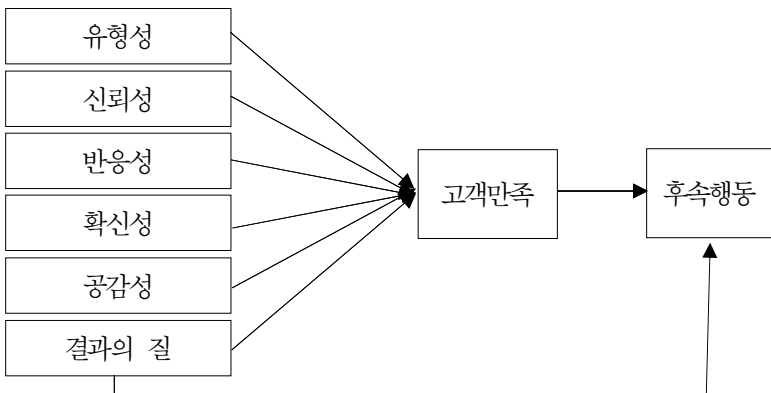 유형성
신뢰성
반응성
확신성
공감성
결과의 질
고객만족
후속행동